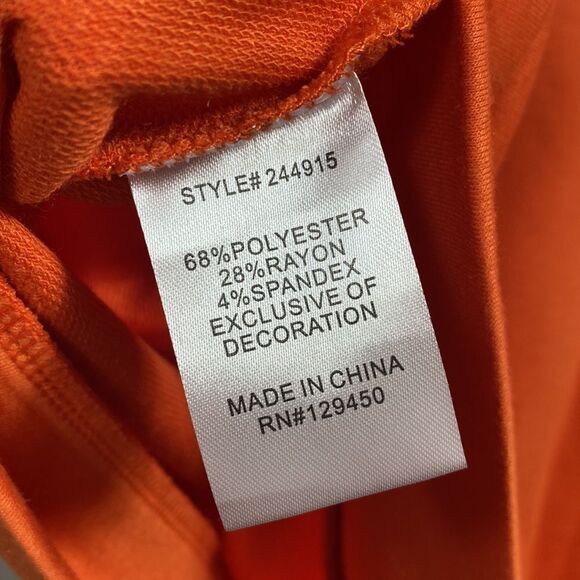 STYLE# 244915
68%POLYESTER
28%RAYON
4%SPANDEX
EXCLUSIVE OF
DECORATION
MADE IN CHINA
RN#129450